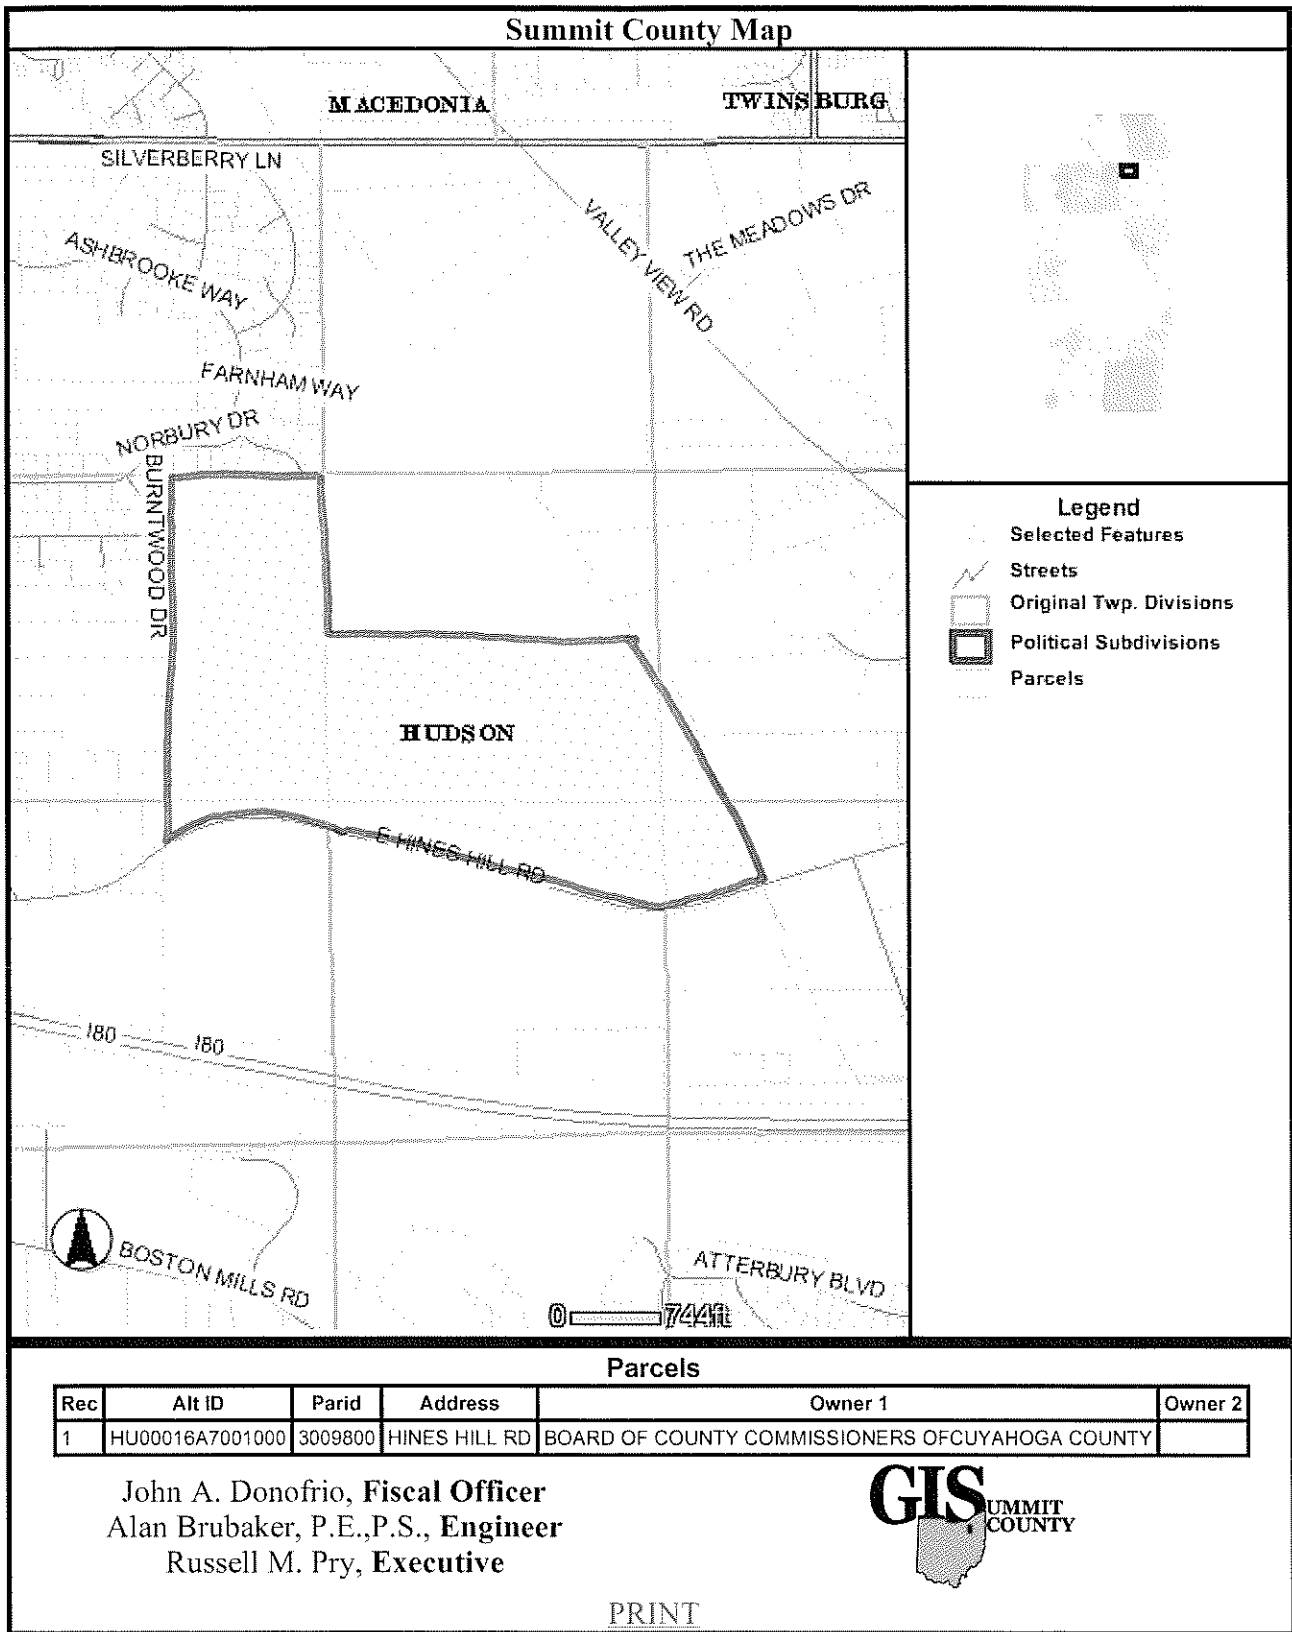 Summit County Map
MACEDONIA
TWINSBURG
SILVERBERRY LN
ASHBROOKE WAY
VALLEY VIEW RD
THE MEADOWS DR
FARNHAM WAY
NORBURY DR
BURNTWOOD DR
HUDSON
E HINES HILL RD
I80
I80
BOSTON MILLS RD
ATTERBURY BLVD
0 744ft
Legend
Selected Features
Streets
Original Twp. Divisions
Political Subdivisions
Parcels
Parcels
Rec Alt ID Parid Address Owner 1 Owner 2
1 HU00016A7001000 3009800 HINES HILL RD BOARD OF COUNTY COMMISSIONERS OFCUYAHOGA COUNTY
John A. Donofrio, Fiscal Officer
Alan Brubaker, P.E.,P.S., Engineer
Russell M. Pry, Executive
GIS SUMMIT
COUNTY
PRINT